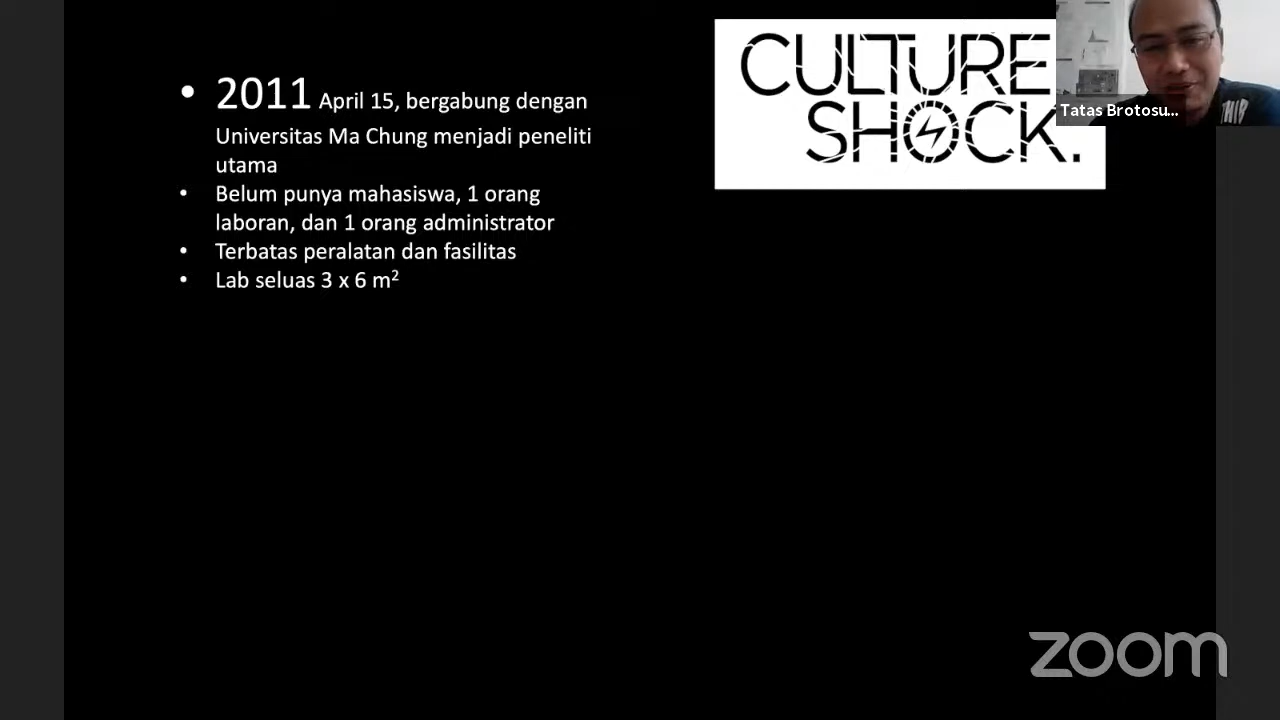 • 2011 April 15, bergabung dengan
Universitas Ma Chung menjadi peneliti
utama
• Belum punya mahasiswa, 1 orang
laboran, dan 1 orang administrator
• Terbatas peralatan dan fasilitas
• Lab seluas 3 x 6 m²
CULTURE
SHOCK.
Tatas Brotosu...
zoom